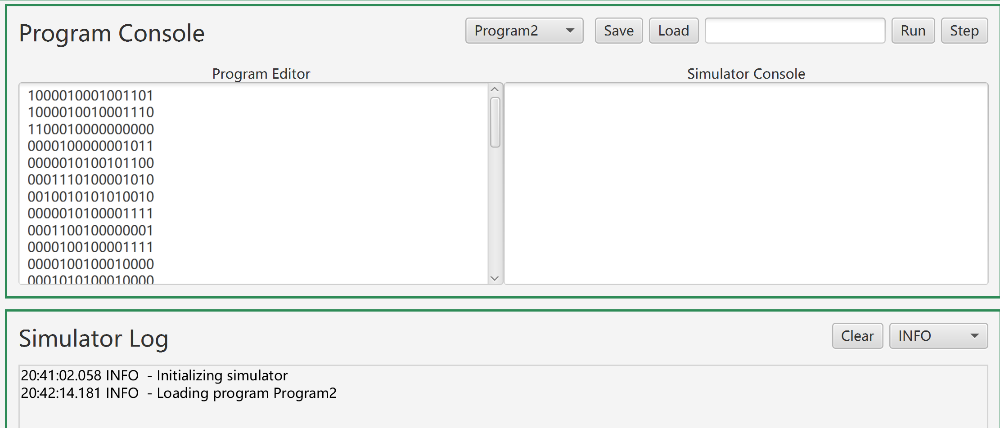 Program Console
Program2
Save
Load
Run
Step
Program Editor
Simulator Console
1000010001001101
1000010010001110
1100010000000000
0000100000001011
0000010100101100
0001110100001010
0010010101010010
0000010100001111
0001100100000001
0000100100001111
0000100100010000
0001010100010000
Simulator Log
Clear
INFO
20:41:02.058 INFO  - Initializing simulator
20:42:14.181 INFO  - Loading program Program2